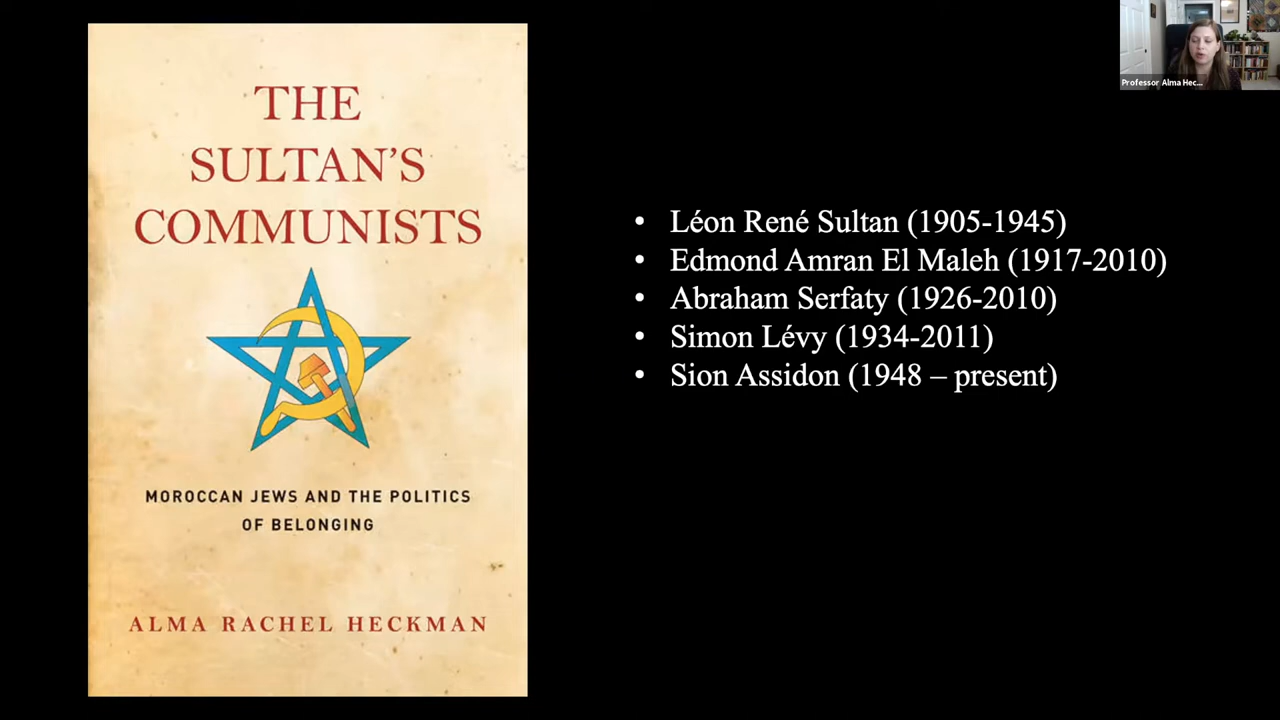 THE
SULTAN'S
COMMUNISTS
MOROCCAN JEWS AND THE POLITICS
OF BELONGING
ALMA RACHEL HECKMAN
• Léon René Sultan (1905-1945)
• Edmond Amran El Maleh (1917-2010)
• Abraham Serfaty (1926-2010)
• Simon Lévy (1934-2011)
• Sion Assidon (1948 – present)
Professor Alma Hec...